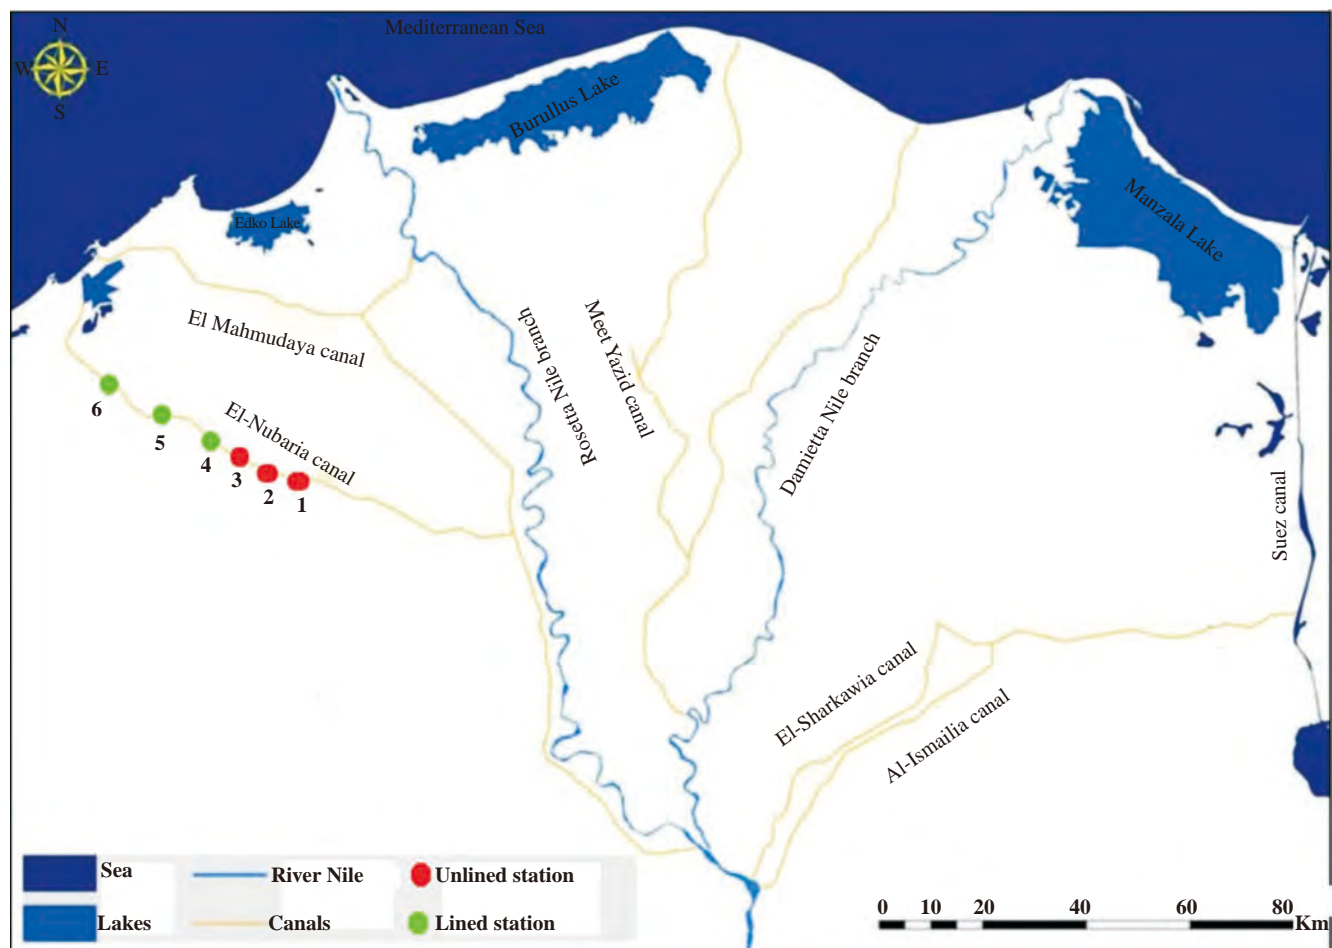 Mediterranean Sea
N
W
E
S
Burullus Lake
Manzala Lake
Edko Lake
El Mahmudaya canal
Rosetta Nile branch
Meet Yazizd canal
Damietta Nile branch
El-Nubaria canal
6
5
4
3
2
1
Suez canal
El-Sharkawia canal
Al-Ismailia canal
Sea
River Nile
Unlined station
Lakes
Canals
Lined station
0 10 20 40 60 80 Km